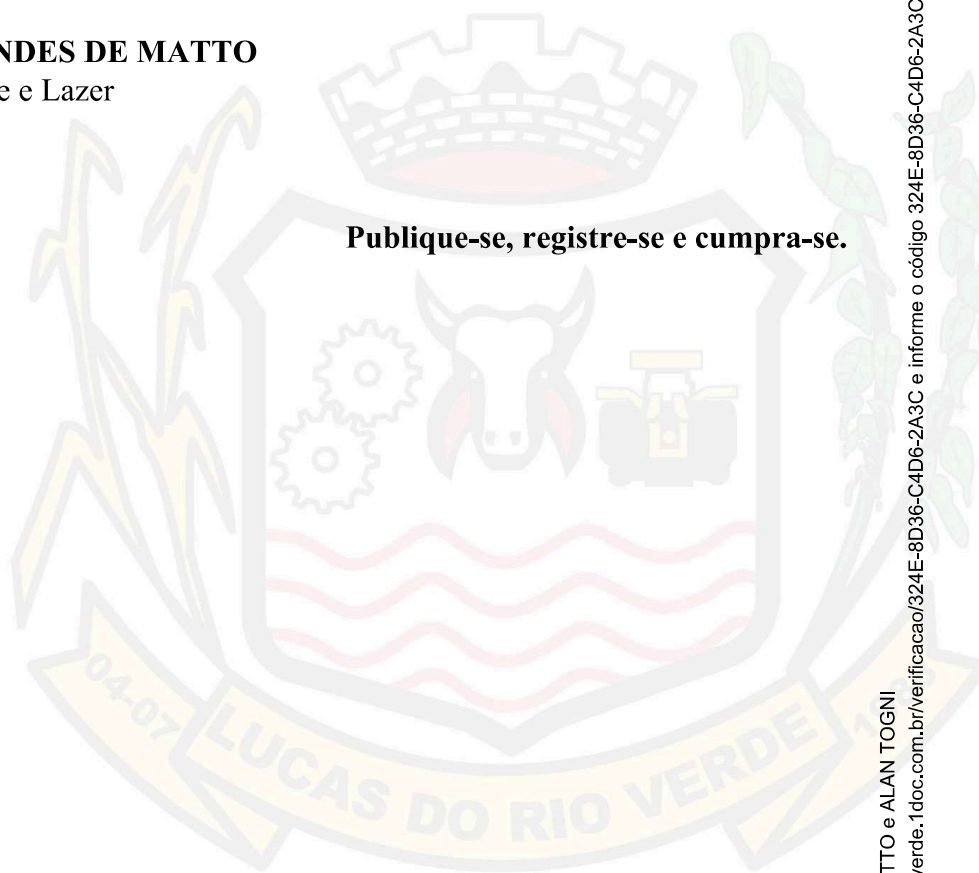 NDES DE MATTO
e e Lazer
Publique-se, registre-se e cumpra-se.
04-07
1988
LUCAS DO RIO VERDE
TTO e ALAN TOGNI
verde.1doc.com.br/verificacao/324E-8D36-C4D6-2A3C e informe o código 324E-8D36-C4D6-2A3C